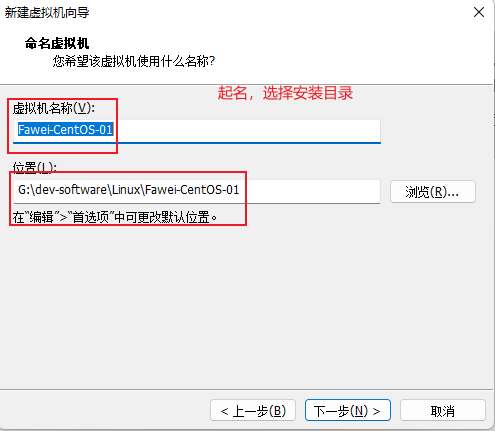 新建虚拟机向导
命名虚拟机
您希望该虚拟机使用什么名称?
起名，选择安装目录
虚拟机名称(V):
Fawei-CentOS-01
位置(L):
G:\dev-software\Linux\Fawei-CentOS-01
浏览(R)...
在“编辑”>“首选项”中可更改默认位置。
< 上一步(B)
下一步(N) >
取消